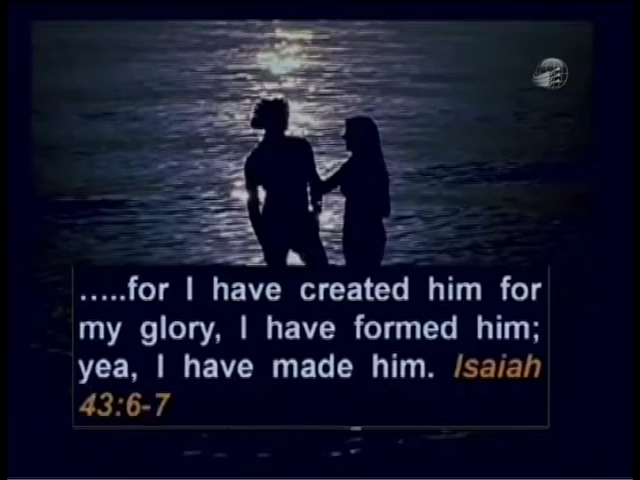 .....for I have created him for
my glory, I have formed him;
yea, I have made him. Isaiah
43:6-7